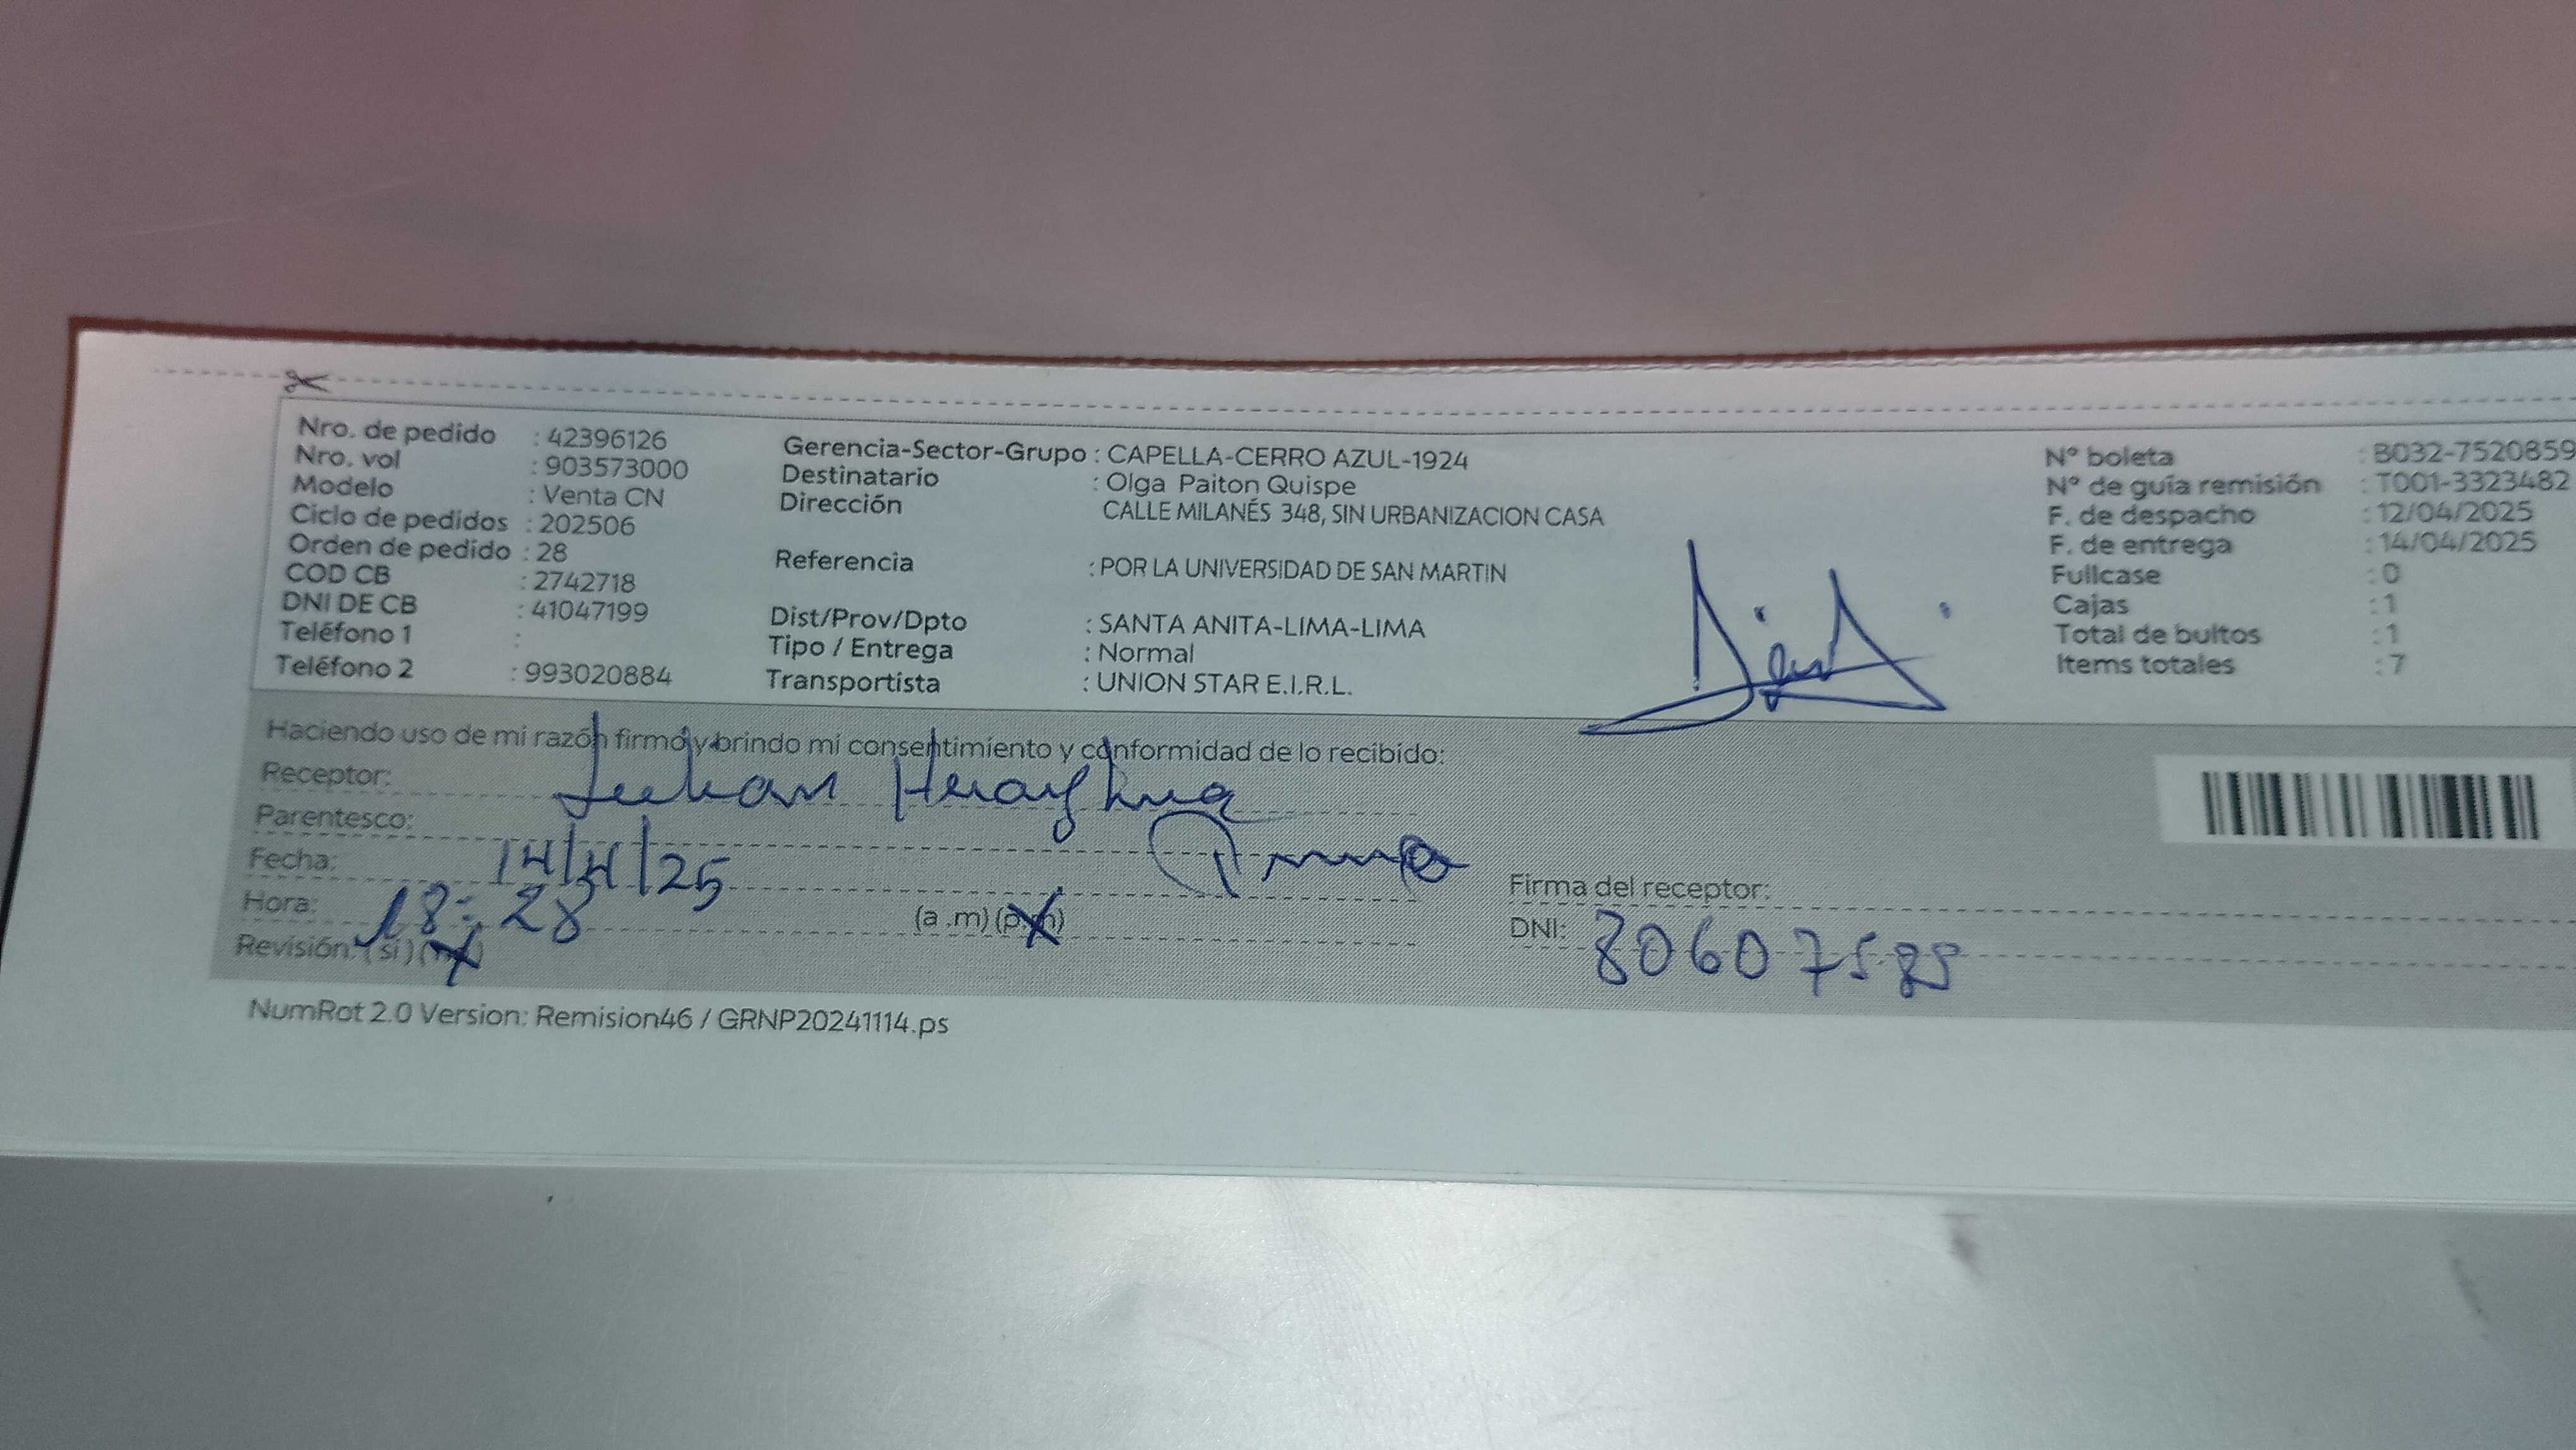 Nro. de pedido : 42396126
Nro. vol : 903573000
Modelo : Venta CN
Ciclo de pedidos : 202506
Orden de pedido : 28
COD CB : 2742718
DNI DE CB : 41047199
Teléfono 1 :
Teléfono 2 : 993020884
Gerencia-Sector-Grupo : CAPELLA-CERRO AZUL-1924
Destinatario : Olga Paiton Quispe
Dirección CALLE MILANÉS 348, SIN URBANIZACION CASA
Referencia : POR LA UNIVERSIDAD DE SAN MARTIN
Dist/Prov/Dpto : SANTA ANITA-LIMA-LIMA
Tipo / Entrega : Normal
Transportista : UNION STAR E.I.R.L.
N° boleta : B032-7520859
N° de guía remisión : T001-3323482
F. de despacho : 12/04/2025
F. de entrega : 14/04/2025
Fullcase : 0
Cajas : 1
Total de bultos : 1
Items totales : 7
Haciendo uso de mi razón firmo y brindo mi consentimiento y conformidad de lo recibido:
Receptor:
Parentesco:
Fecha: 14/4/25
Hora: 18:28 (a .m) (p.m)
Revisión: (si) (no)
Firma del receptor:
DNI: 80607585
NumRot 2.0 Version: Remision46 / GRNP20241114.ps